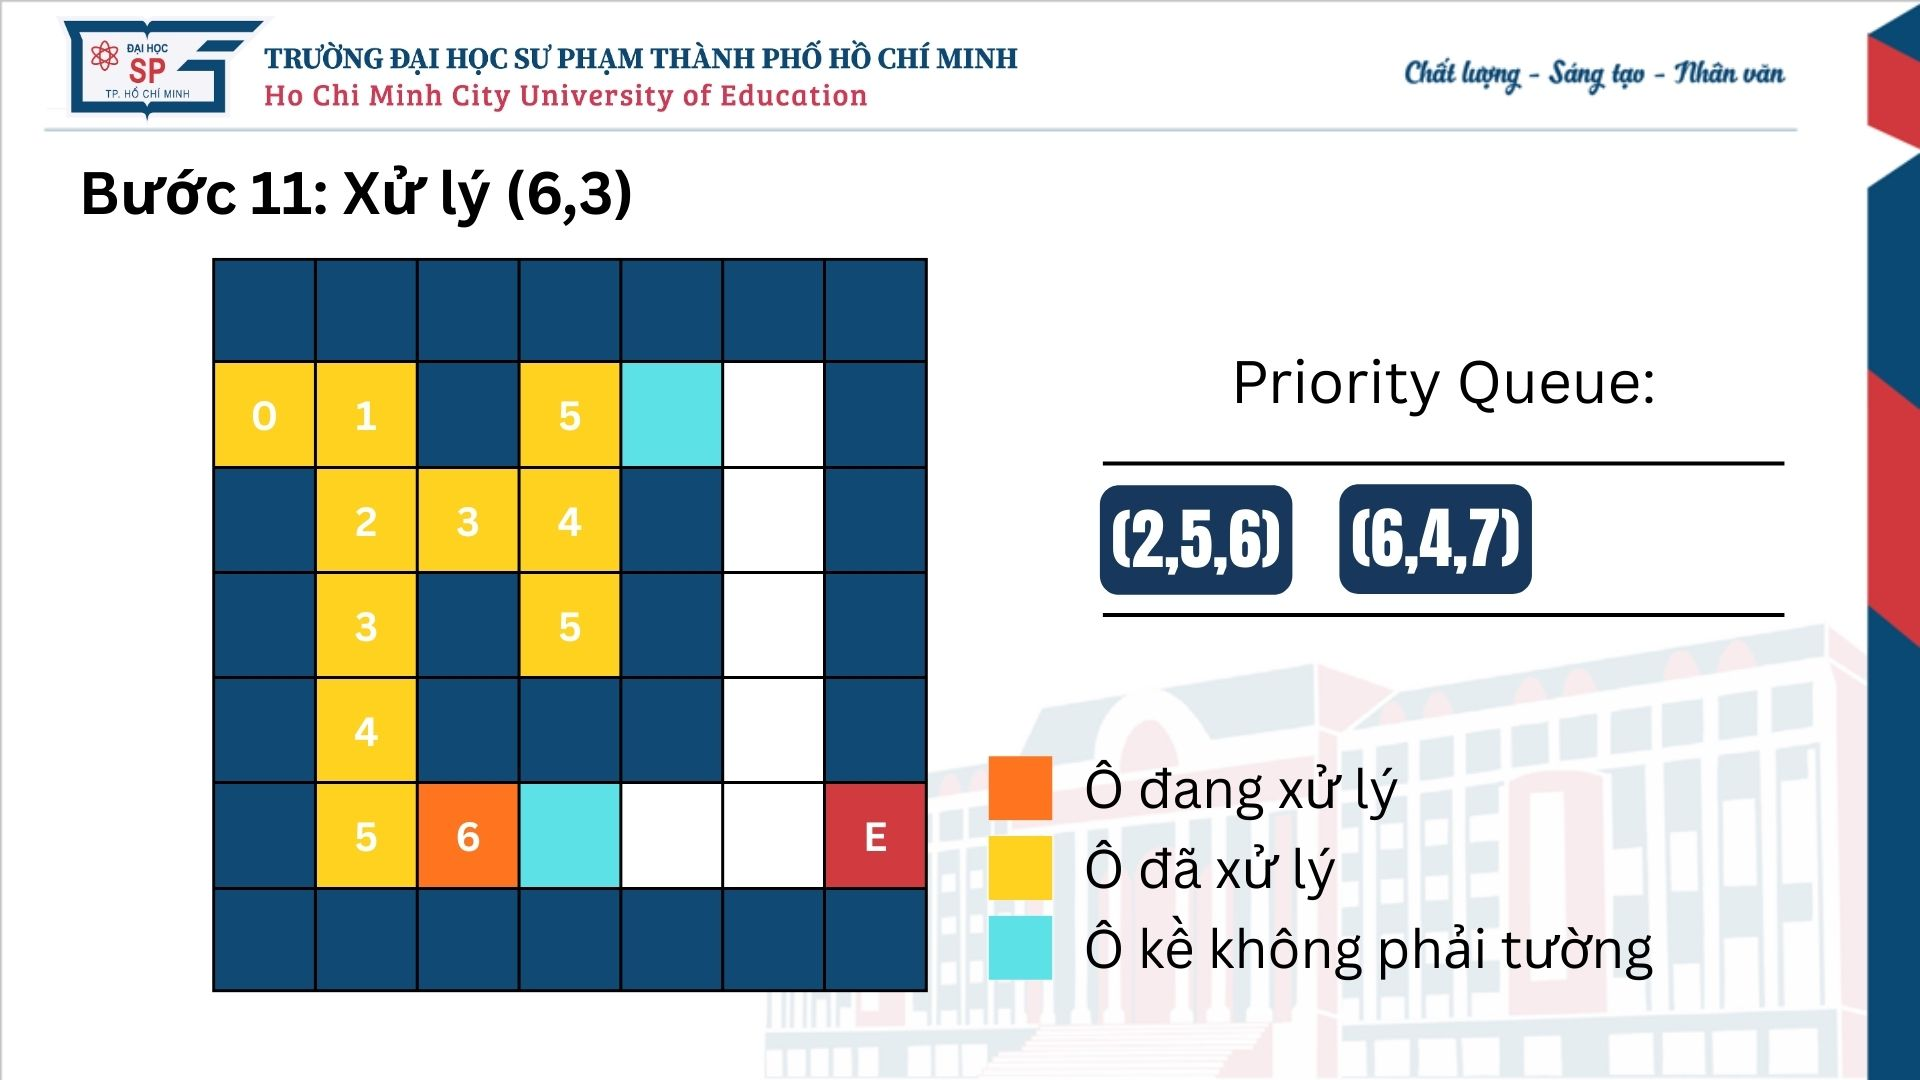 ĐẠI HỌC
SP
TP. HỒ CHÍ MINH
TRƯỜNG ĐẠI HỌC SƯ PHẠM THÀNH PHỐ HỒ CHÍ MINH
Ho Chi Minh City University of Education
Chất lượng - Sáng tạo - Nhân văn
Bước 11: Xử lý (6,3)
0 1 5
2 3 4
3 5
4
5 6 E
Priority Queue:
(2,5,6) (6,4,7)
Ô đang xử lý
Ô đã xử lý
Ô kề không phải tường